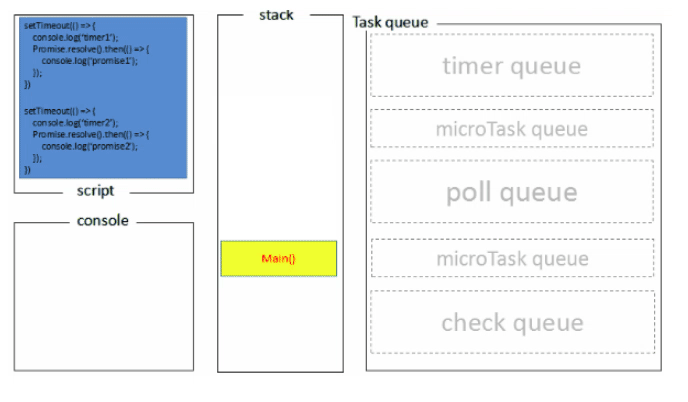 setTimeout(() => {
console.log('timer1');
Promise.resolve().then(() => {
console.log('promise1');
});
})
setTimeout(() => {
console.log('timer2');
Promise.resolve().then(() => {
console.log('promise2');
});
})
script
console
stack
Main()
Task queue
timer queue
microTask queue
poll queue
microTask queue
check queue